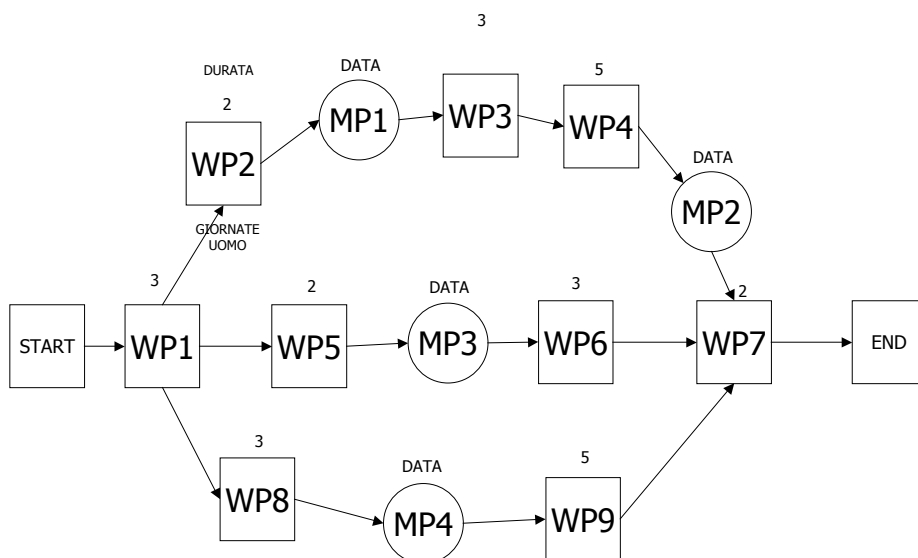 3
DURATA
DATA
5
2
MP1
WP3
WP4
WP2
DATA
MP2
GIORNATE
UOMO
3
2
DATA
3
2
START
WP1
WP5
MP3
WP6
WP7
END
3
DATA
5
WP8
MP4
WP9